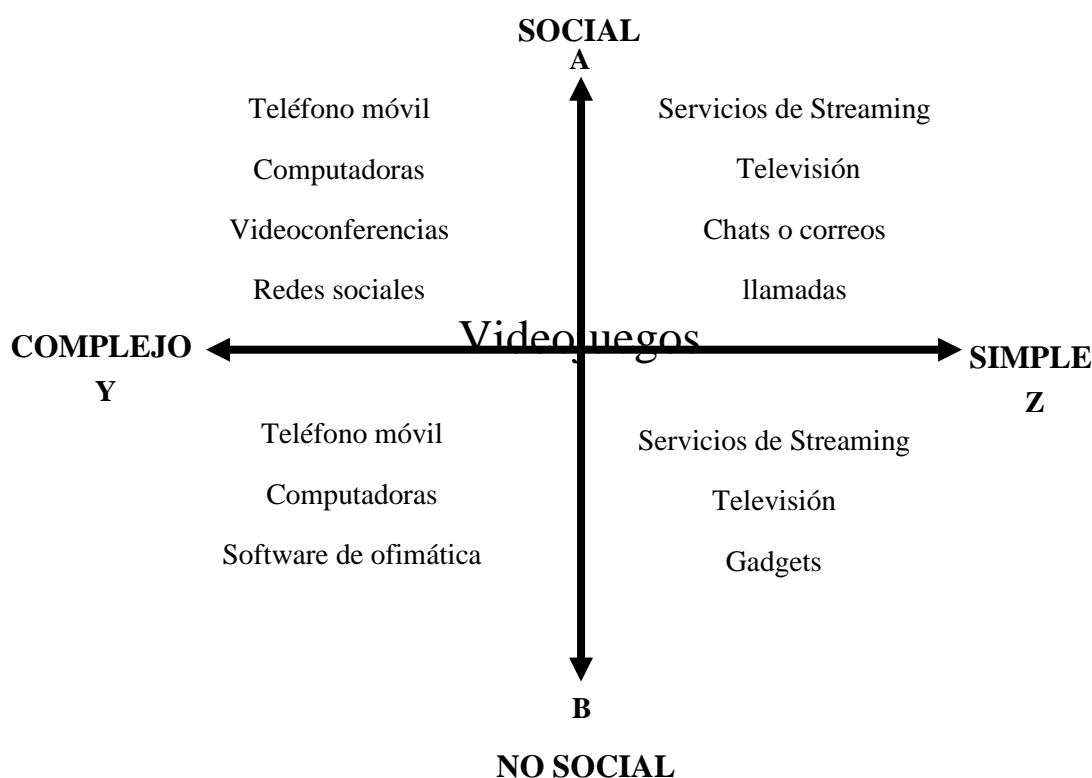 SOCIAL
A
Teléfono móvil
Computadoras
Videoconferencias
Redes sociales
Servicios de Streaming
Televisión
Chats o correos
llamadas
Videojuegos
COMPLEJO
Y
SIMPLE
Z
Teléfono móvil
Computadoras
Software de ofimática
Servicios de Streaming
Televisión
Gadgets
B
NO SOCIAL